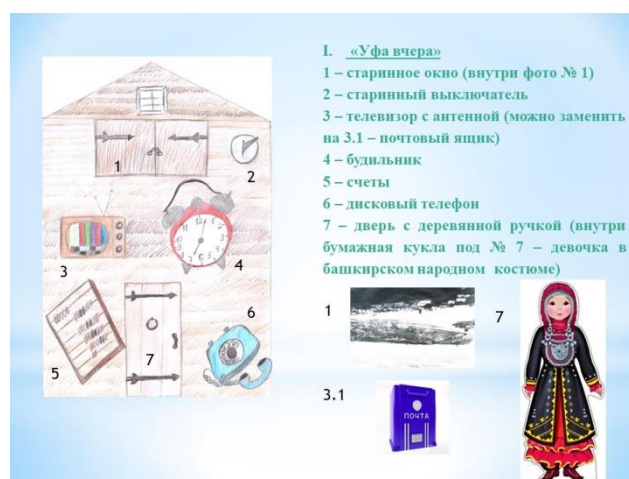 I. «Уфа вчера»
1 – старинное окно (внутри фото № 1)
2 – старинный выключатель
3 – телевизор с антенной (можно заменить
на 3.1 – почтовый ящик)
4 – будильник
5 – счеты
6 – дисковый телефон
7 – дверь с деревянной ручкой (внутри
бумажная кукла под № 7 – девочка в
башкирском народном костюме)
1
2
3
4
5
6
7
1
7
3.1
ПОЧТА